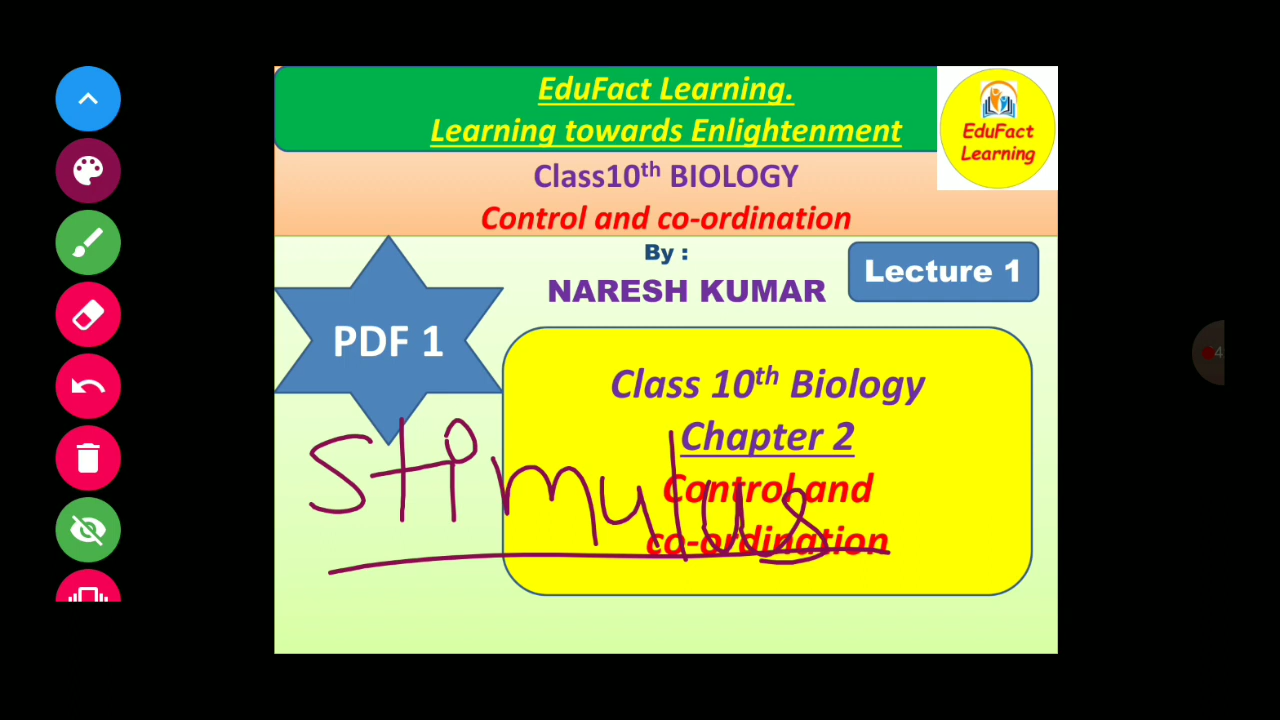 EduFact Learning.
Learning towards Enlightenment
EduFact
Learning
Class10th BIOLOGY
Control and co-ordination
By :
NARESH KUMAR
Lecture 1
PDF 1
Class 10th Biology
Chapter 2
Control and
co-ordination
Stimulus
4